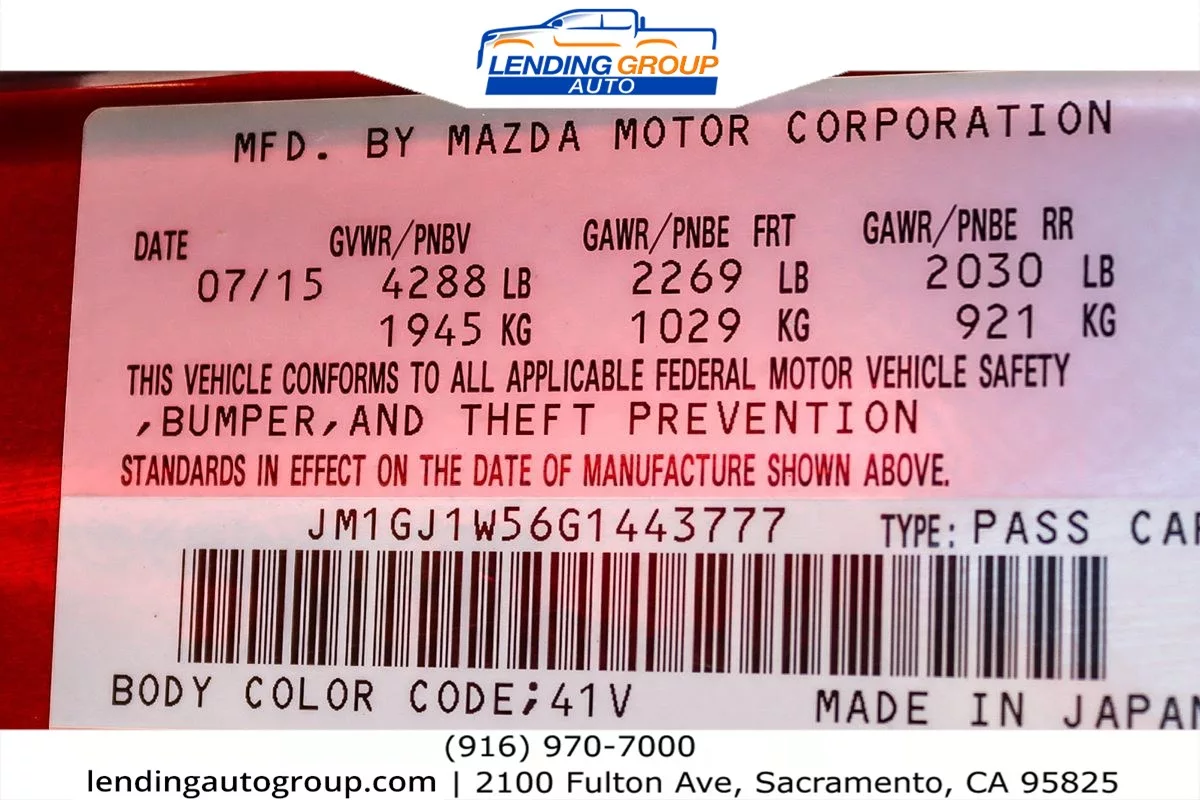 LENDING GROUP
AUTO
MFD. BY MAZDA MOTOR CORPORATION
DATE GVWR/PNBV GAWR/PNBE FRT GAWR/PNBE RR
07/15 4288 LB 2269 LB 2030 LB
1945 KG 1029 KG 921 KG
THIS VEHICLE CONFORMS TO ALL APPLICABLE FEDERAL MOTOR VEHICLE SAFETY
,BUMPER,AND THEFT PREVENTION
STANDARDS IN EFFECT ON THE DATE OF MANUFACTURE SHOWN ABOVE.
JM1GJ1W56G1443777 TYPE: PASS CAR
BODY COLOR CODE;41V MADE IN JAPAN
(916) 970-7000
lendingautogroup.com | 2100 Fulton Ave, Sacramento, CA 95825